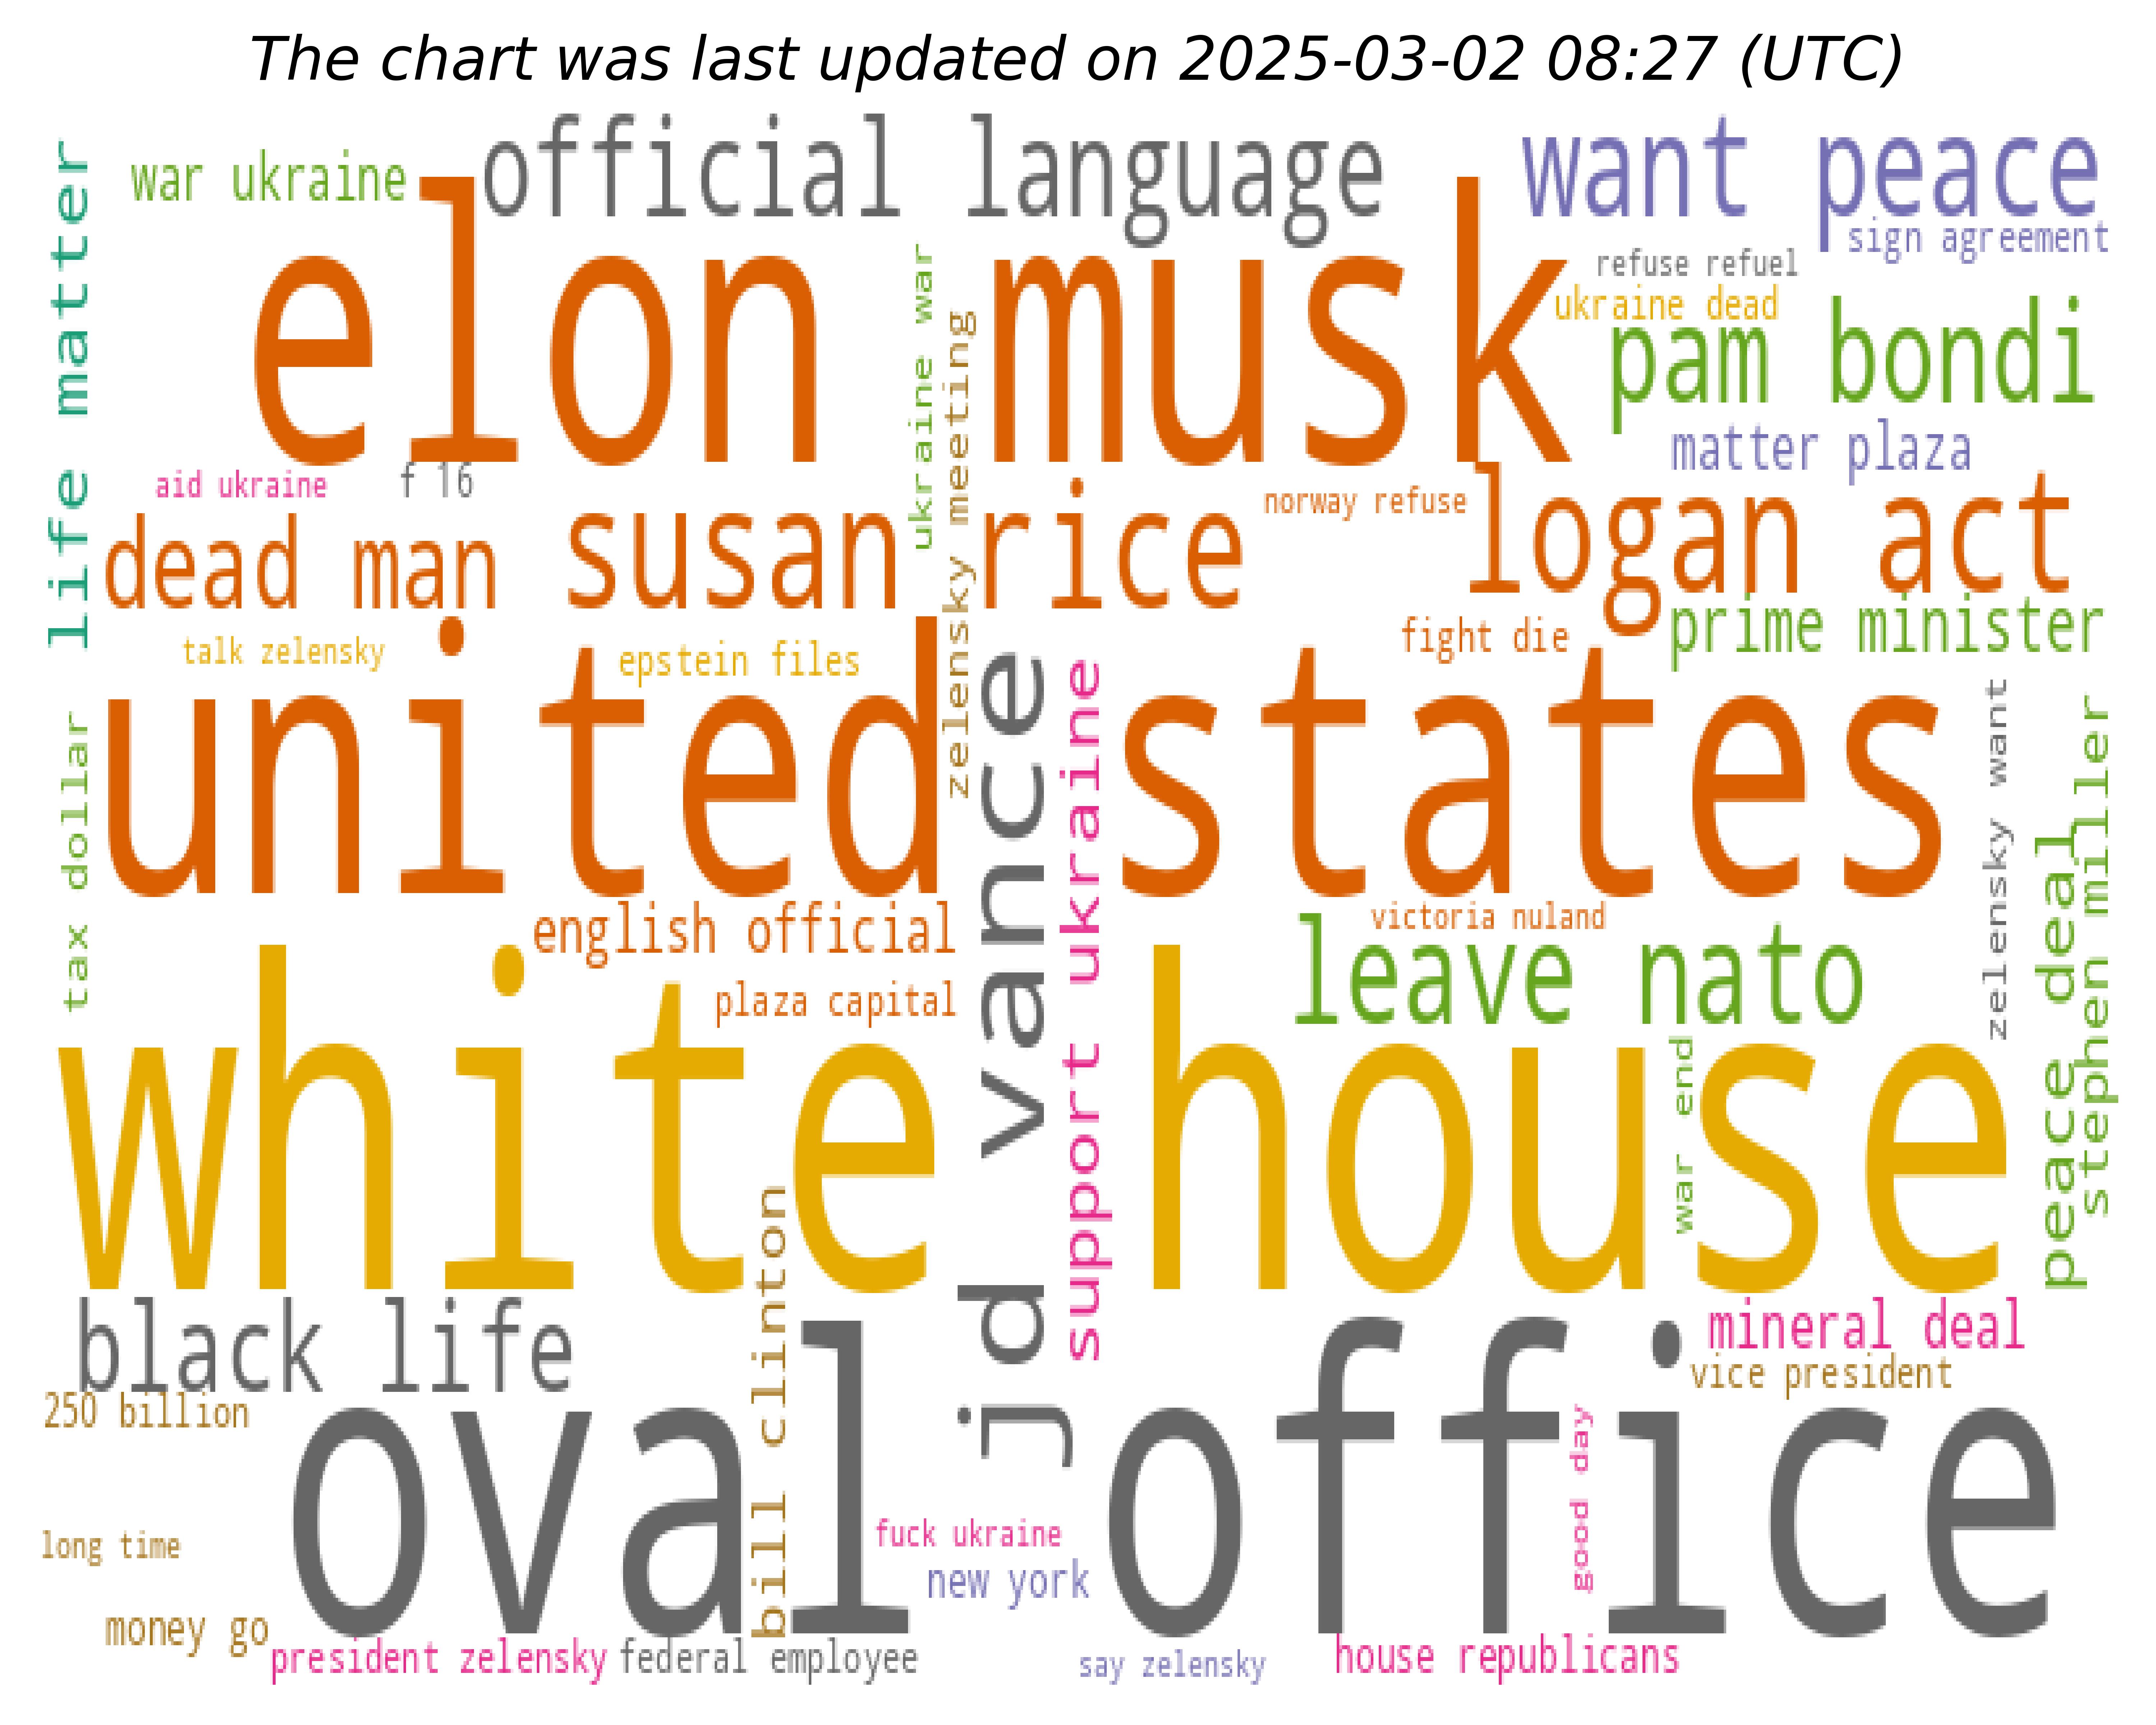 The chart was last updated on 2025-03-02 08:27 (UTC)
life matter
war ukraine
official language
want peace
sign agreement
elon musk
ukraine war
refuse refuel
ukraine dead
pam bondi
zelensky meeting
matter plaza
aid ukraine
f 16
norway refuse
logan act
dead man
susan rice
prime minister
fight die
talk zelensky
epstein files
united states
jd vance
support ukraine
zelensky want
tax dollar
stephen miller
peace deal
english official
victoria nuland
leave nato
plaza capital
white house
war end
bill clinton
black life
mineral deal
vice president
250 billion
oval office
good day
long time
fuck ukraine
new york
money go
president zelensky
federal employee
say zelensky
house republicans